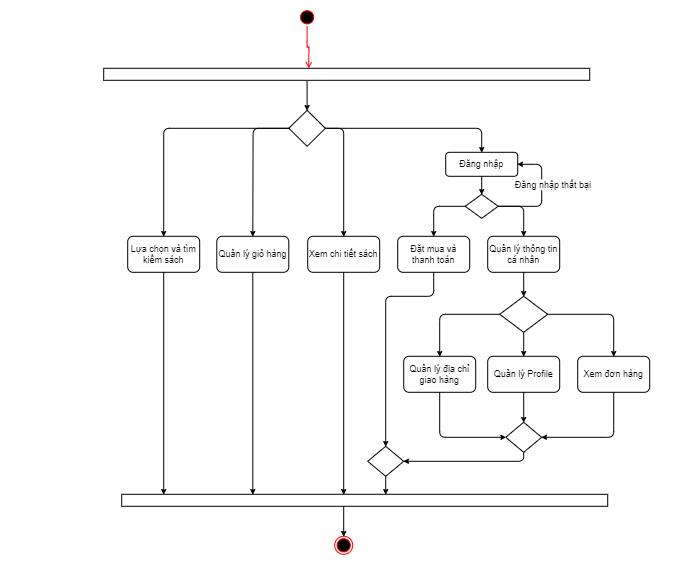 Đăng nhập
Đăng nhập thất bại
Lựa chọn và tìm
kiếm sách
Quản lý giỏ hàng
Xem chi tiết sách
Đặt mua và
thanh toán
Quản lý thông tin
cá nhân
Quản lý địa chỉ
giao hàng
Quản lý Profile
Xem đơn hàng